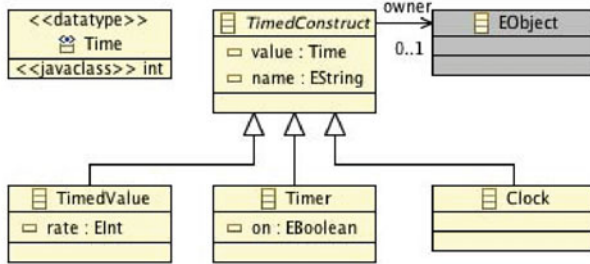 <<datatype>>
Time
<<javaclass>> int
TimedConstruct
value : Time
name : EString
owner
0..1
EObject
TimedValue
rate : EInt
Timer
on : EBoolean
Clock